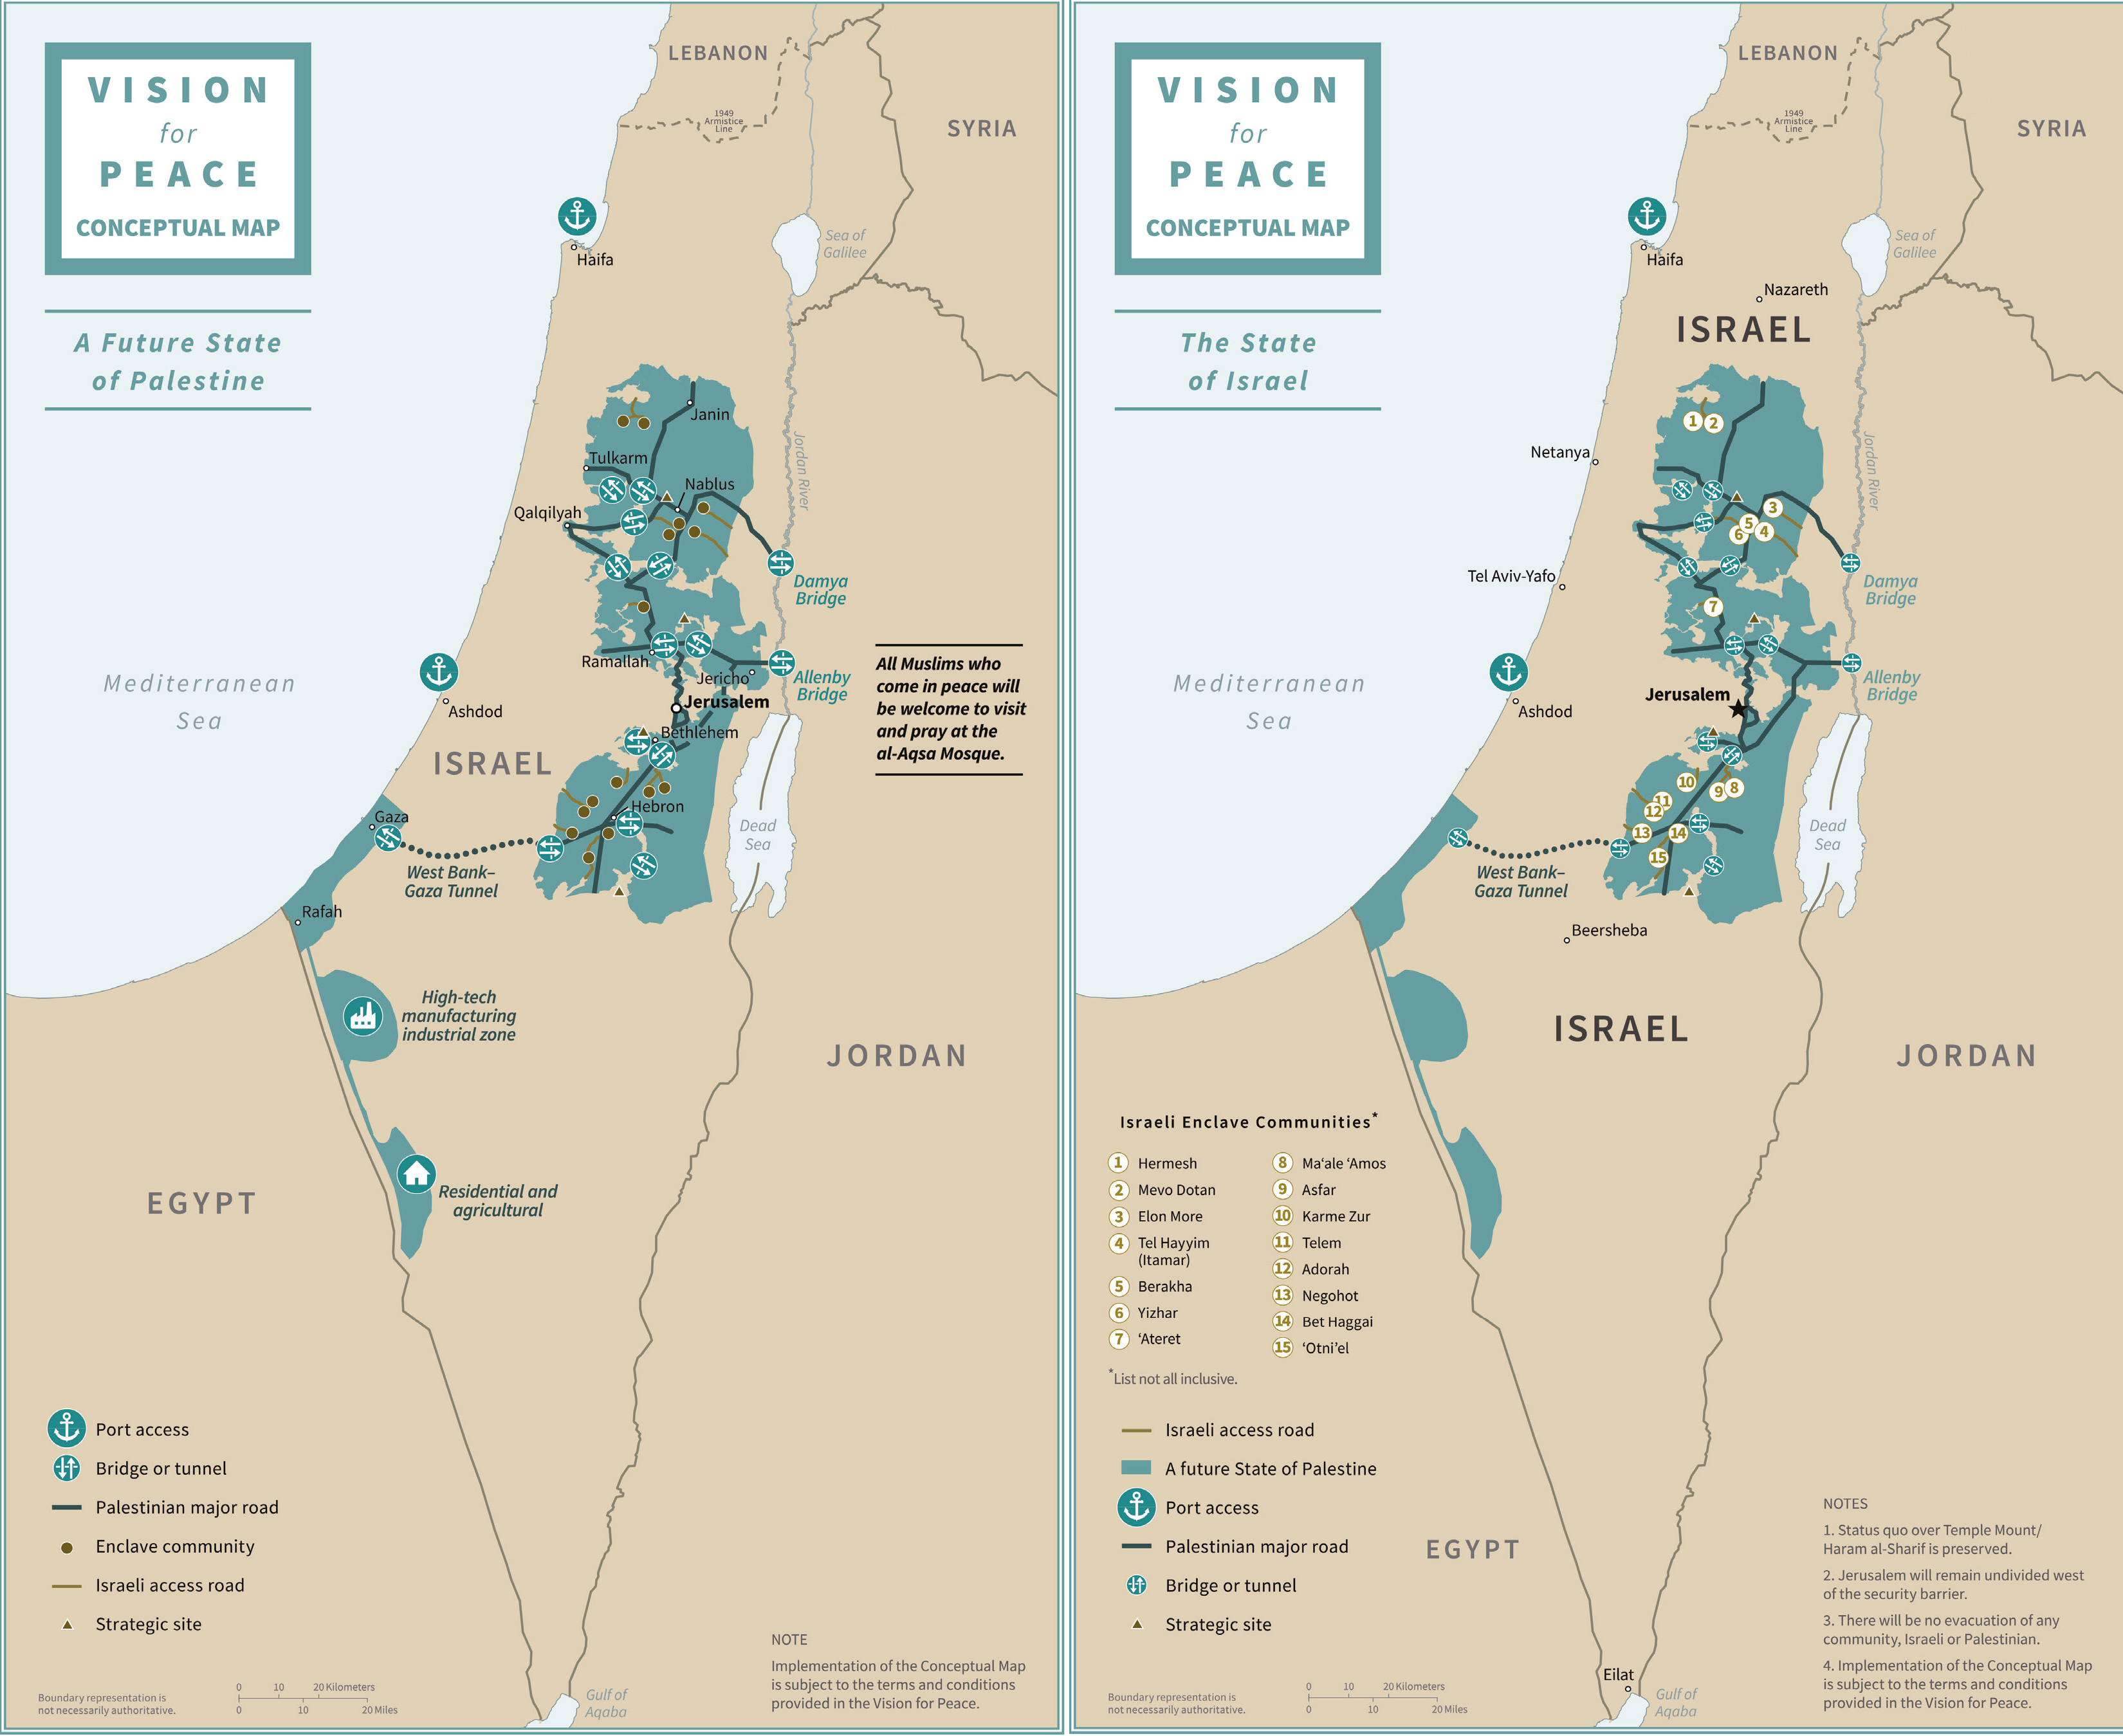 VISION
for
PEACE
CONCEPTUAL MAP
A Future State
of Palestine
LEBANON
1949
Armistice
Line
SYRIA
Haifa
Sea of
Galilee
Janin
Tulkarm
Nablus
Qalqilyah
Jordan River
Damya
Bridge
Ramallah
Jericho
Allenby
Bridge
Jerusalem
Bethlehem
All Muslims who
come in peace will
be welcome to visit
and pray at the
al-Aqsa Mosque.
Mediterranean
Sea
Ashdod
ISRAEL
Hebron
Gaza
Dead
Sea
West Bank–
Gaza Tunnel
Rafah
High-tech
manufacturing
industrial zone
JORDAN
Residential and
agricultural
EGYPT
Port access
Bridge or tunnel
Palestinian major road
Enclave community
Israeli access road
Strategic site
NOTE
Implementation of the Conceptual Map
is subject to the terms and conditions
provided in the Vision for Peace.
Boundary representation is
not necessarily authoritative.
0 10 20 Kilometers
0 10 20 Miles
Gulf of
Aqaba
VISION
for
PEACE
CONCEPTUAL MAP
The State
of Israel
LEBANON
1949
Armistice
Line
SYRIA
Haifa
Sea of
Galilee
Nazareth
ISRAEL
1 2
Netanya
Jordan River
3
5
6 4
Tel Aviv-Yafo
Damya
Bridge
7
Allenby
Bridge
Jerusalem
Mediterranean
Sea
Ashdod
10
9 8
11
12
13 14
15
Dead
Sea
West Bank–
Gaza Tunnel
Beersheba
ISRAEL
JORDAN
Israeli Enclave Communities*
1 Hermesh
2 Mevo Dotan
3 Elon More
4 Tel Hayyim
(Itamar)
5 Berakha
6 Yizhar
7 ‘Ateret
8 Ma‘ale ‘Amos
9 Asfar
10 Karme Zur
11 Telem
12 Adorah
13 Negohot
14 Bet Haggai
15 ‘Otni’el
*List not all inclusive.
Israeli access road
A future State of Palestine
Port access
Palestinian major road
Bridge or tunnel
Strategic site
EGYPT
NOTES
1. Status quo over Temple Mount/
Haram al-Sharif is preserved.
2. Jerusalem will remain undivided west
of the security barrier.
3. There will be no evacuation of any
community, Israeli or Palestinian.
4. Implementation of the Conceptual Map
is subject to the terms and conditions
provided in the Vision for Peace.
Boundary representation is
not necessarily authoritative.
0 10 20 Kilometers
0 10 20 Miles
Eilat
Gulf of
Aqaba